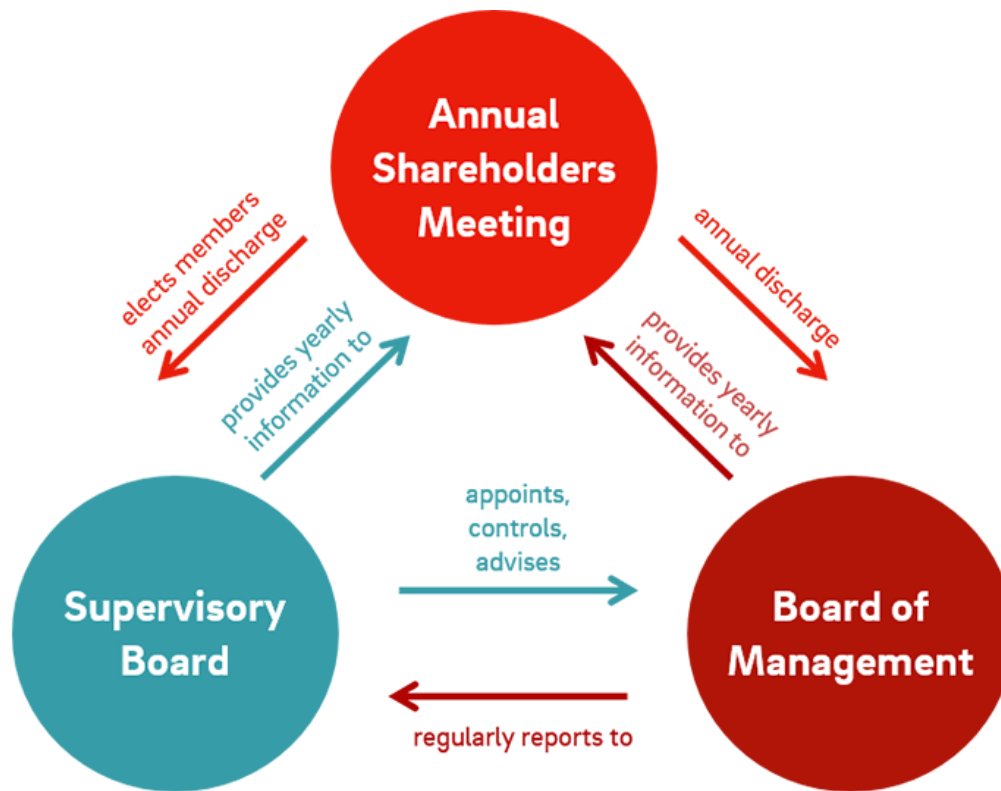 Annual
Shareholders
Meeting
elects members
annual discharge
provides yearly
information to
annual discharge
provides yearly
information to
appoints,
controls,
advises
Supervisory
Board
Board of
Management
regularly reports to